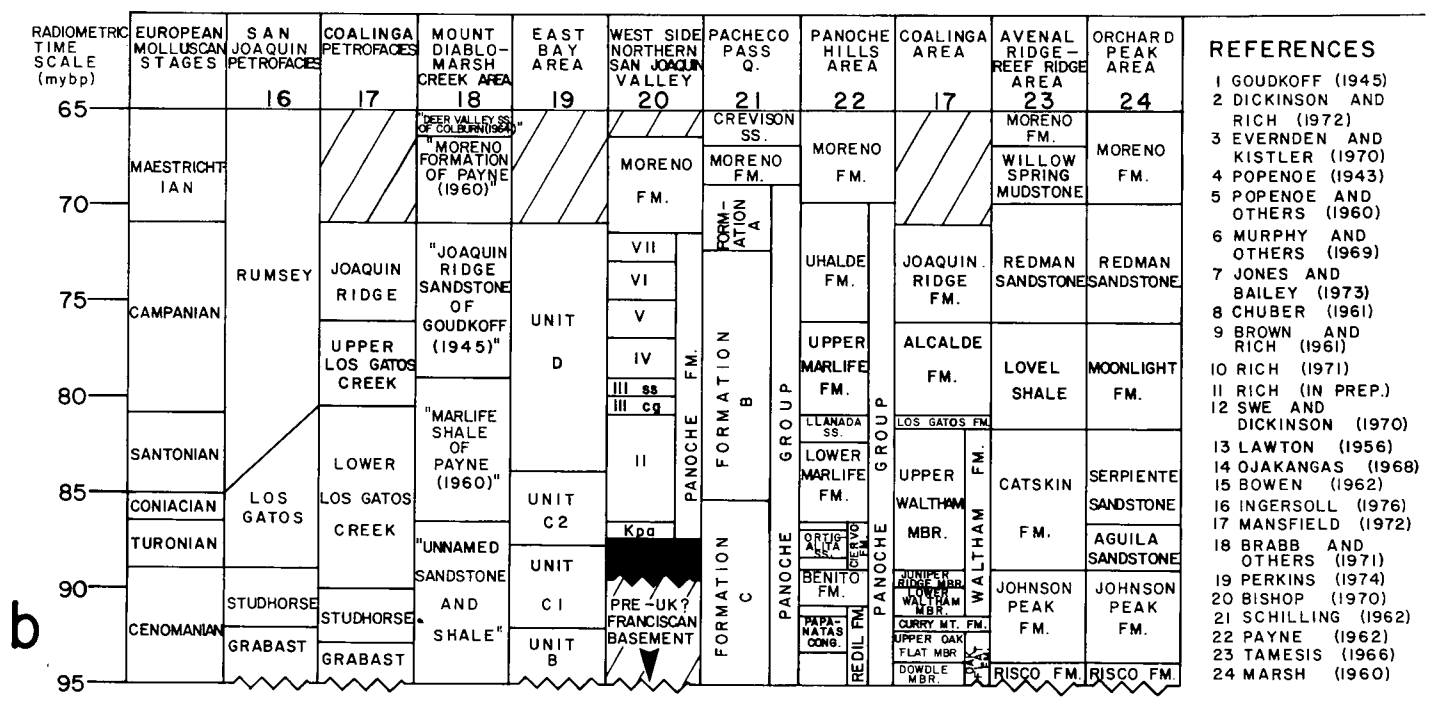 RADIOMETRIC
TIME
SCALE
(mybp)
65
70
75
80
85
90
95
b
EUROPEAN
MOLLUSCAN
STAGES
MAESTRICHT
IAN
CAMPANIAN
SANTONIAN
CONIACIAN
TURONIAN
CENOMANIAN
SAN
JOAQUIN
PETROFACIES
16
RUMSEY
LOS
GATOS
STUDHORSE
GRABAST
COALINGA
PETROFACIES
17
JOAQUIN
RIDGE
UPPER
LOS GATOS
CREEK
LOWER
LOS GATOS
CREEK
STUDHORSE
GRABAST
MOUNT
DIABLO-
MARSH
CREEK AREA
18
"DEER VALLEY SS.
OF COLBURN(1964)"
"MORENO
FORMATION
OF PAYNE
(1960)"
"JOAQUIN
RIDGE
SANDSTONE
OF
GOUDKOFF
(1945)"
"MARLIFE
SHALE
OF
PAYNE
(1960)"
"UNNAMED
SANDSTONE
AND
SHALE"
EAST
BAY
AREA
19
UNIT
D
UNIT
C2
UNIT
C1
UNIT
B
WEST SIDE
NORTHERN
SAN JOAQUIN
VALLEY
20
MORENO
FM.
VII
VI
V
IV
III ss
III cg
II
Kpa
PANOCHE FM.
PRE-UK?
FRANCISCAN
BASEMENT
PACHECO
PASS
Q.
21
CREVISON
SS.
MORENO
FM.
FORM-
ATION
A
FORMATION B
FORMATION C
PANOCHE GROUP
PANOCHE
HILLS
AREA
22
MORENO
FM.
UHALDE
FM.
UPPER
MARLIFE
FM.
LLANADA
SS.
LOWER
MARLIFE
FM.
ORTIG-
ALITA
SS.
CIERVO
FM.
BENITO
FM.
PAPA-
NATAS
CONG.
REDIL FM.
PANOCHE GROUP
COALINGA
AREA
17
JOAQUIN
RIDGE
FM.
ALCALDE
FM.
LOS GATOS FM.
UPPER
WALTHAM
MBR.
JUNIPER
RIDGE MBR.
LOWER
WALTHAM
MBR.
WALTHAM FM.
CURRY MT. FM.
UPPER OAK
FLAT MBR
DOWDLE
MBR.
OAK
FLAT
FM.
AVENAL
RIDGE-
REEF RIDGE
AREA
23
MORENO
FM.
WILLOW
SPRING
MUDSTONE
REDMAN
SANDSTONE
LOVEL
SHALE
CATSKIN
FM.
JOHNSON
PEAK
FM.
RISCO FM.
ORCHARD
PEAK
AREA
24
MORENO
FM.
REDMAN
SANDSTONE
MOONLIGHT
FM.
SERPIENTE
SANDSTONE
AGUILA
SANDSTONE
JOHNSON
PEAK
FM.
RISCO FM.
REFERENCES
1 GOUDKOFF (1945)
2 DICKINSON AND
RICH (1972)
3 EVERNDEN AND
KISTLER (1970)
4 POPENOE (1943)
5 POPENOE AND
OTHERS (1960)
6 MURPHY AND
OTHERS (1969)
7 JONES AND
BAILEY (1973)
8 CHUBER (1961)
9 BROWN AND
RICH (1961)
10 RICH (1971)
11 RICH (IN PREP.)
12 SWE AND
DICKINSON (1970)
13 LAWTON (1956)
14 OJAKANGAS (1968)
15 BOWEN (1962)
16 INGERSOLL (1976)
17 MANSFIELD (1972)
18 BRABB AND
OTHERS (1971)
19 PERKINS (1974)
20 BISHOP (1970)
21 SCHILLING (1962)
22 PAYNE (1962)
23 TAMESIS (1966)
24 MARSH (1960)